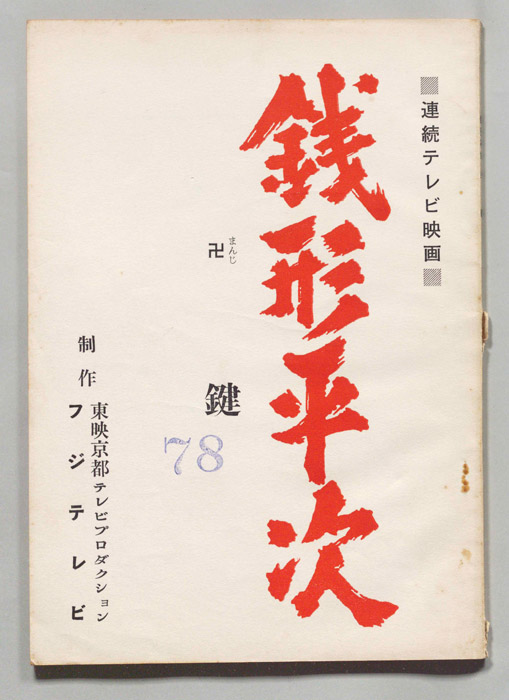 連続テレビ映画
銭形平次
まんじ
卍 鍵
78
制作 東映京都テレビプロダクション
フジテレビ